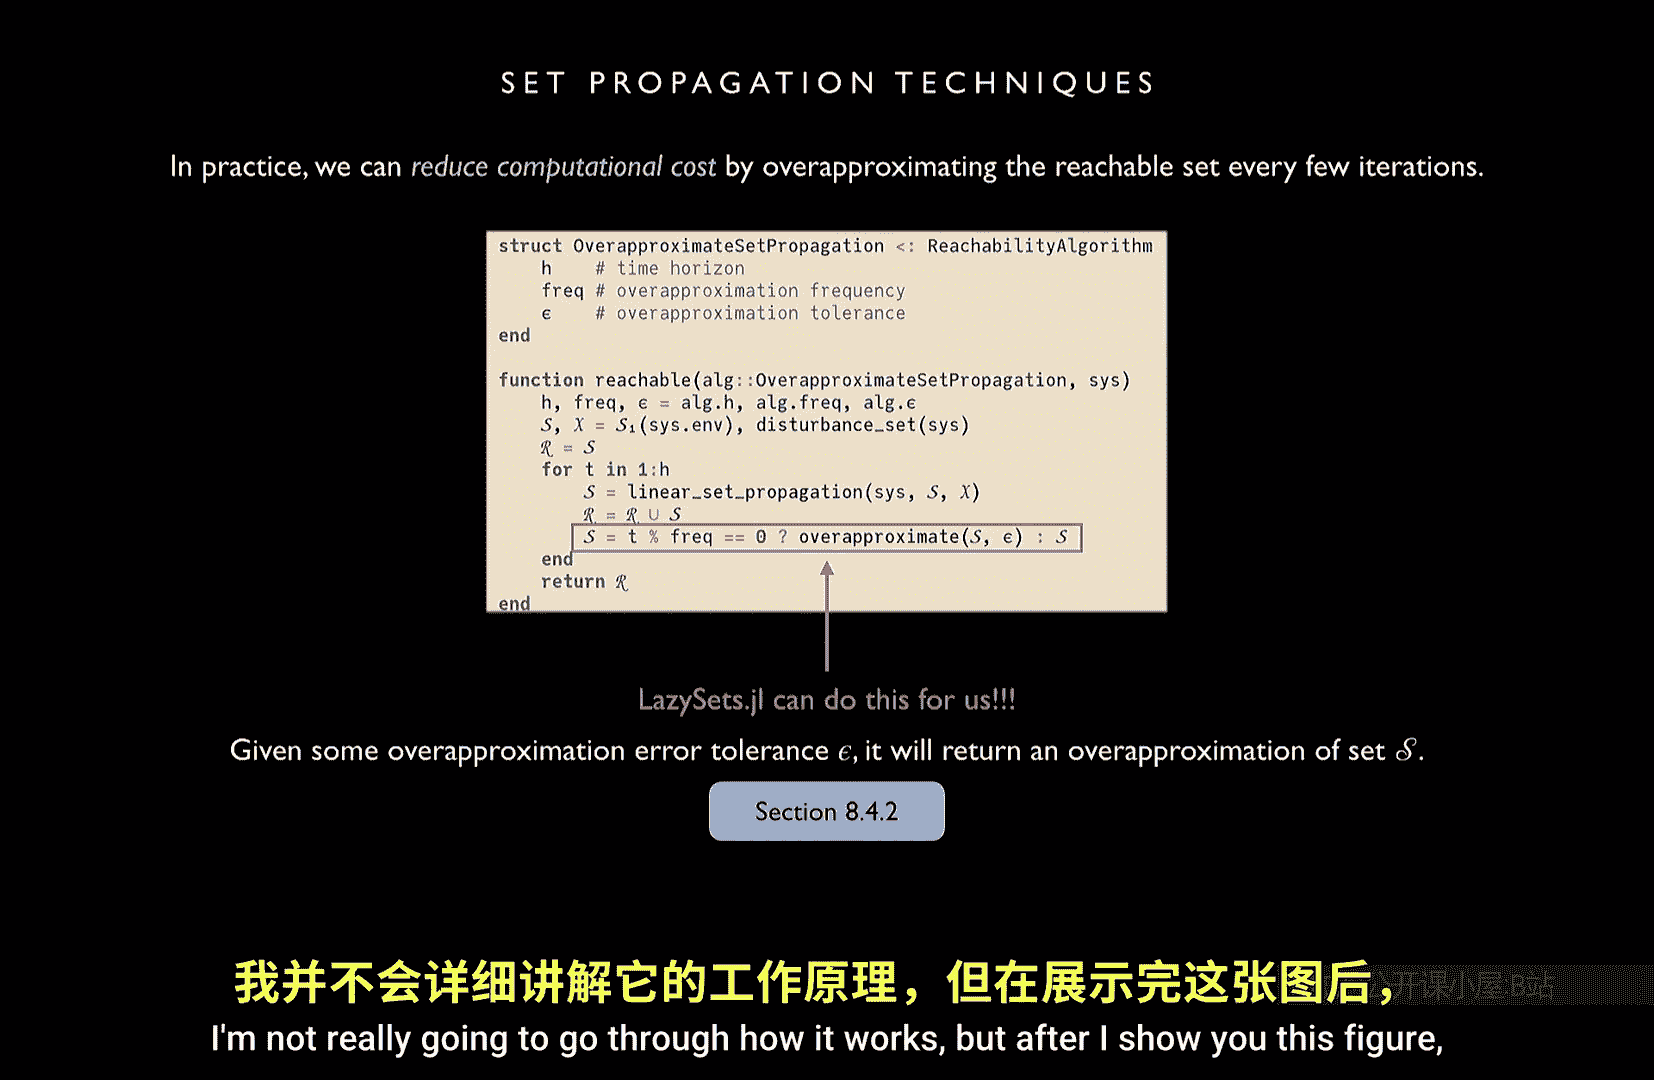 SET PROPAGATION TECHNIQUES
In practice, we can reduce computational cost by overapproximating the reachable set every few iterations.
struct OverapproximateSetPropagation <: ReachabilityAlgorithm
    h    # time horizon
    freq # overapproximation frequency
    ϵ    # overapproximation tolerance
end
function reachable(alg::OverapproximateSetPropagation, sys)
    h, freq, ϵ = alg.h, alg.freq, alg.ϵ
    𝒮, 𝒳 = 𝒮₁(sys.env), disturbance_set(sys)
    ℛ = 𝒮
    for t in 1:h
        𝒮 = linear_set_propagation(sys, 𝒮, 𝒳)
        ℛ = ℛ ∪ 𝒮
        𝒮 = t % freq == 0 ? overapproximate(𝒮, ϵ) : 𝒮
    end
    return ℛ
end
LazySets.jl can do this for us!!!
Given some overapproximation error tolerance ϵ, it will return an overapproximation of set 𝒮.
Section 8.4.2
我并不会详细讲解它的工作原理，但在展示完这张图后，
开课小屋 B站
I'm not really going to go through how it works, but after I show you this figure,